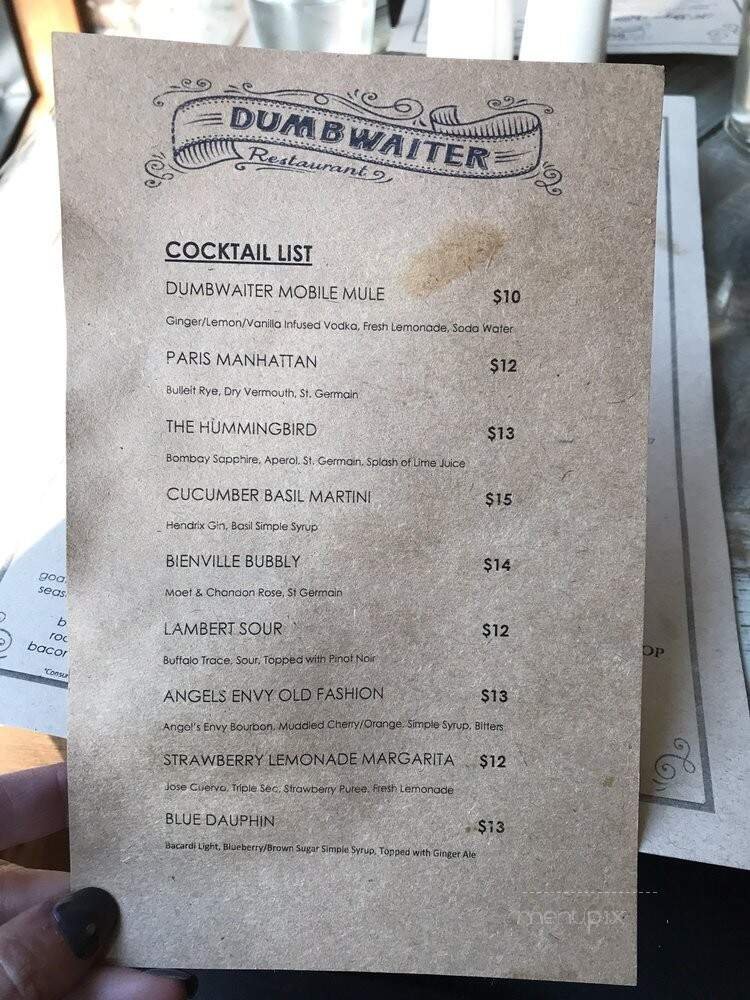 DUMBWAITER
Restaurant
COCKTAIL LIST
DUMBWAITER MOBILE MULE $10
Ginger/Lemon/Vanilla Infused Vodka, Fresh Lemonade, Soda Water
PARIS MANHATTAN $12
Bulleit Rye, Dry Vermouth, St. Germain
THE HUMMINGBIRD $13
Bombay Sapphire, Aperol, St. Germain, Splash of Lime Juice
CUCUMBER BASIL MARTINI $15
Hendrix Gin, Basil Simple Syrup
BIENVILLE BUBBLY $14
Moet & Chandon Rose, St Germain
LAMBERT SOUR $12
Buffalo Trace, Sour, Topped with Pinot Noir
ANGELS ENVY OLD FASHION $13
Angel's Envy Bourbon, Muddled Cherry/Orange, Simple Syrup, Bitters
STRAWBERRY LEMONADE MARGARITA $12
Jose Cuervo, Triple Sec, Strawberry Puree, Fresh Lemonade
BLUE DAUPHIN $13
Bacardi Light, Blueberry/Brown Sugar Simple Syrup, Topped with Ginger Ale
menupix